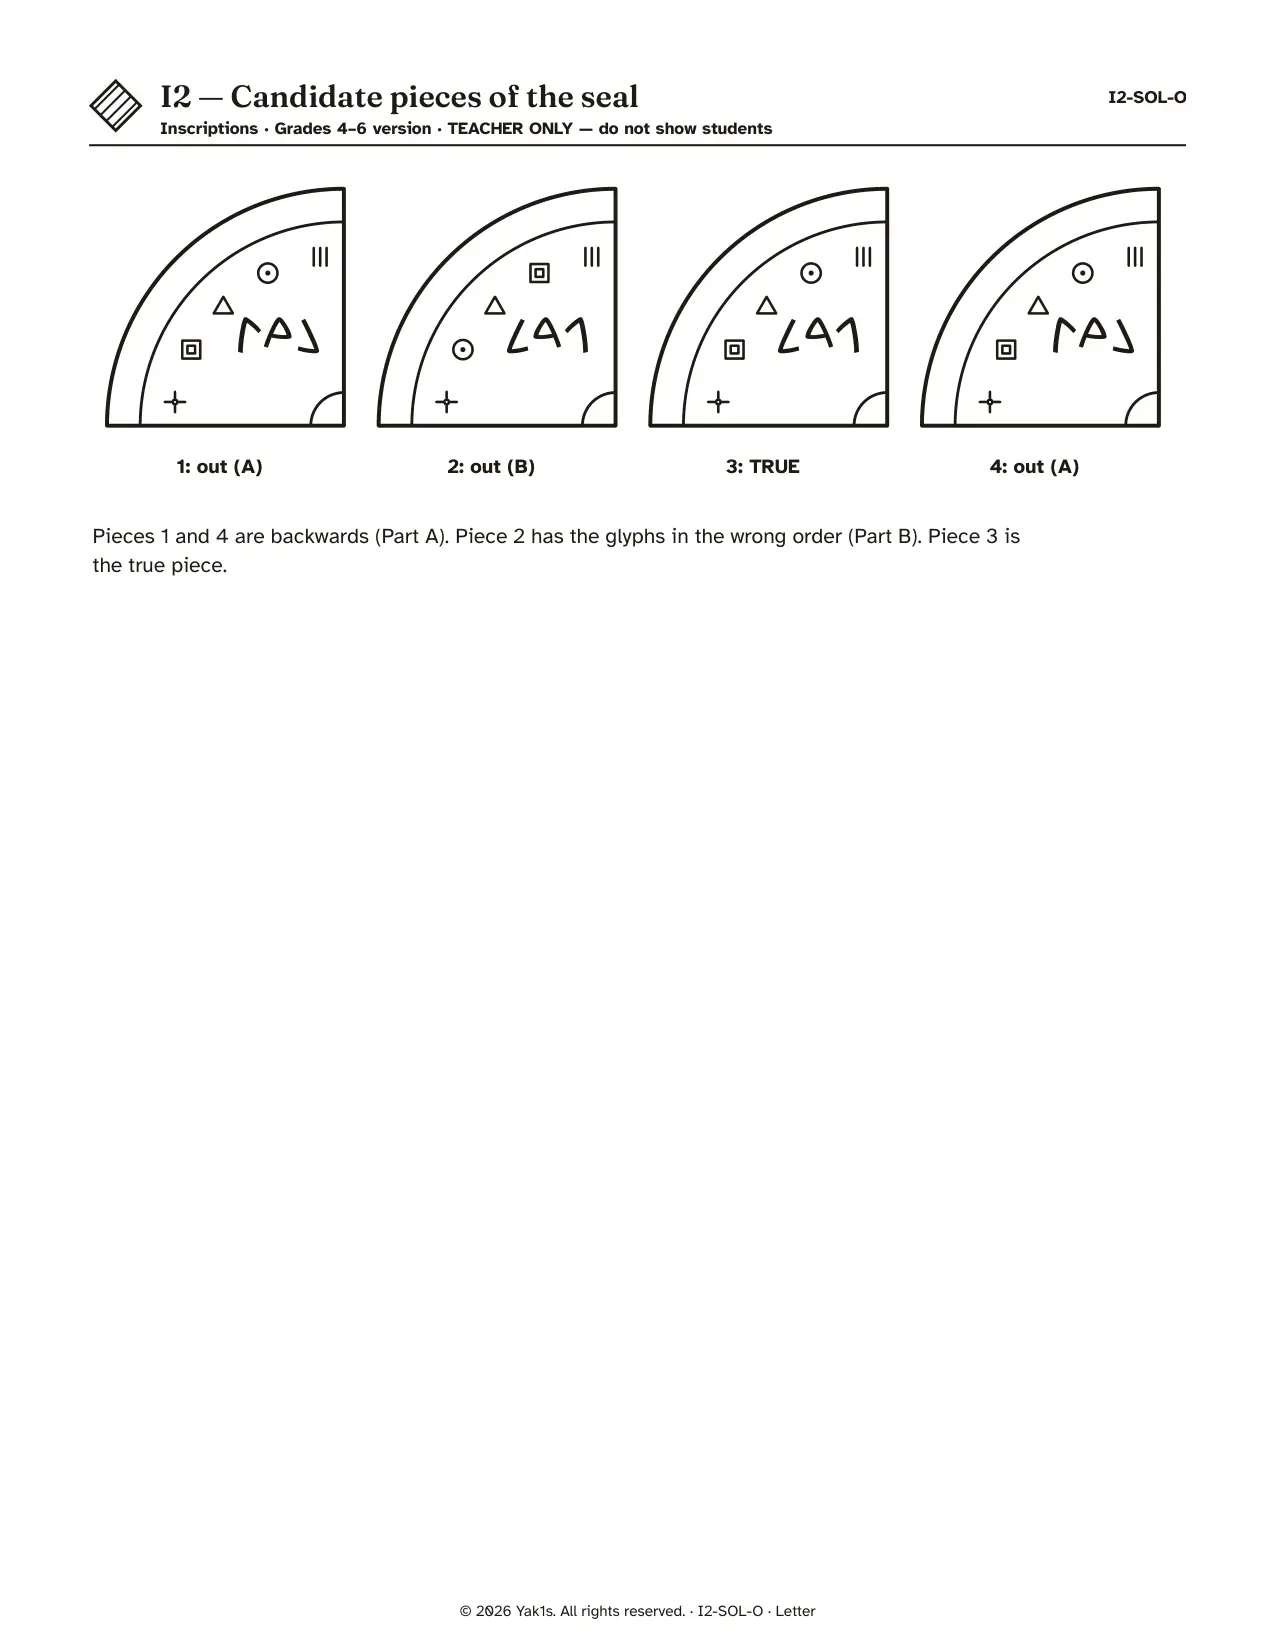 I2 — Candidate pieces of the seal
I2-SOL-O
Inscriptions · Grades 4–6 version · TEACHER ONLY — do not show students
1: out (A)
2: out (B)
3: TRUE
4: out (A)
Pieces 1 and 4 are backwards (Part A). Piece 2 has the glyphs in the wrong order (Part B). Piece 3 is
the true piece.
© 2026 Yak1s. All rights reserved. · I2-SOL-O · Letter